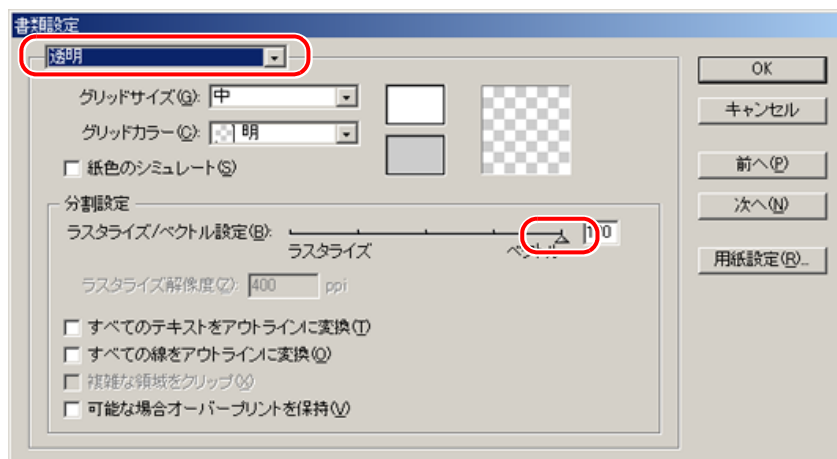 書類設定
透明
OK
グリッドサイズ(G): 中
キャンセル
グリッドカラー(C): 明
紙色のシミュレート(S)
前へ(P)
分割設定
次へ(N)
ラスタライズ/ベクトル設定(B):
ラスタライズ
用紙設定(R)...
ラスタライズ解像度(Z): 400 ppi
すべてのテキストをアウトラインに変換(T)
すべての線をアウトラインに変換(O)
複雑な領域をクリップ(X)
可能な場合オーバープリントを保持(V)